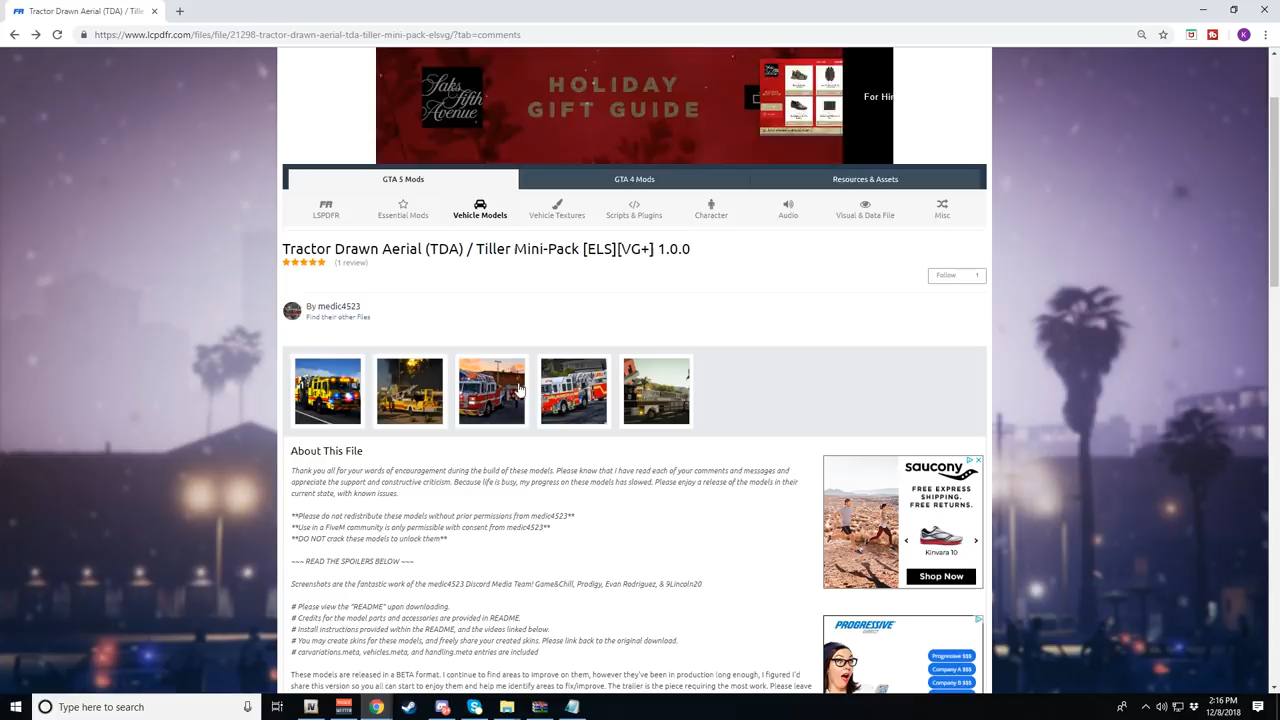 Tractor Drawn Aerial (TDA) / Tille
https://www.lcpdfr.com/files/file/21298-tractor-drawn-aerial-tda-tiller-mini-pack-elsvg/?tab=comments
Saks Fifth Avenue
HOLIDAY
GIFT GUIDE
For Hi
GTA 5 Mods
GTA 4 Mods
Resources & Assets
LSPDFR
Essential Mods
Vehicle Models
Vehicle Textures
Scripts & Plugins
Character
Audio
Visual & Data File
Misc
Tractor Drawn Aerial (TDA) / Tiller Mini-Pack [ELS][VG+] 1.0.0
(1 review)
Follow 1
By medic4523
Find their other files
About This File
Thank you all for your words of encouragement during the build of these models. Please know that I have read each of your comments and messages and
appreciate the support and constructive criticism. Because life is busy, my progress on these models has slowed. Please enjoy a release of the models in their
current state, with known issues.
**Please do not redistribute these models without prior permissions from medic4523**
**Use in a FiveM community is only permissible with consent from medic4523**
**DO NOT crack these models to unlock them**
~~~ READ THE SPOILERS BELOW ~~~
Screenshots are the fantastic work of the medic4523 Discord Media Team! Game&Chill, Prodigy, Evan Rodriguez, & 9Lincoln20
# Please view the "README" upon downloading.
# Credits for the model parts and accessories are provided in README,
# Install instructions provided within the README, and the videos linked below.
# You may create skins for these models, and freely share your created skins. Please link back to the original download.
# carvariations.meta, vehicles.meta, and handling.meta entries are included
These models are released in a BETA format. I continue to find areas to improve on them, however they've been in production long enough, I figured I'd
share this version so you all can start to enjoy them and help me identify areas to fix/improve. The trailer is the piece requiring the most work. Please leave
saucony
FREE EXPRESS
SHIPPING.
FREE RETURNS.
Kinvara 10
Shop Now
PROGRESSIVE
DIRECT
Progressive $$$
Company A $$$
Company B $$$
Type here to search
2:16 PM
12/8/2018